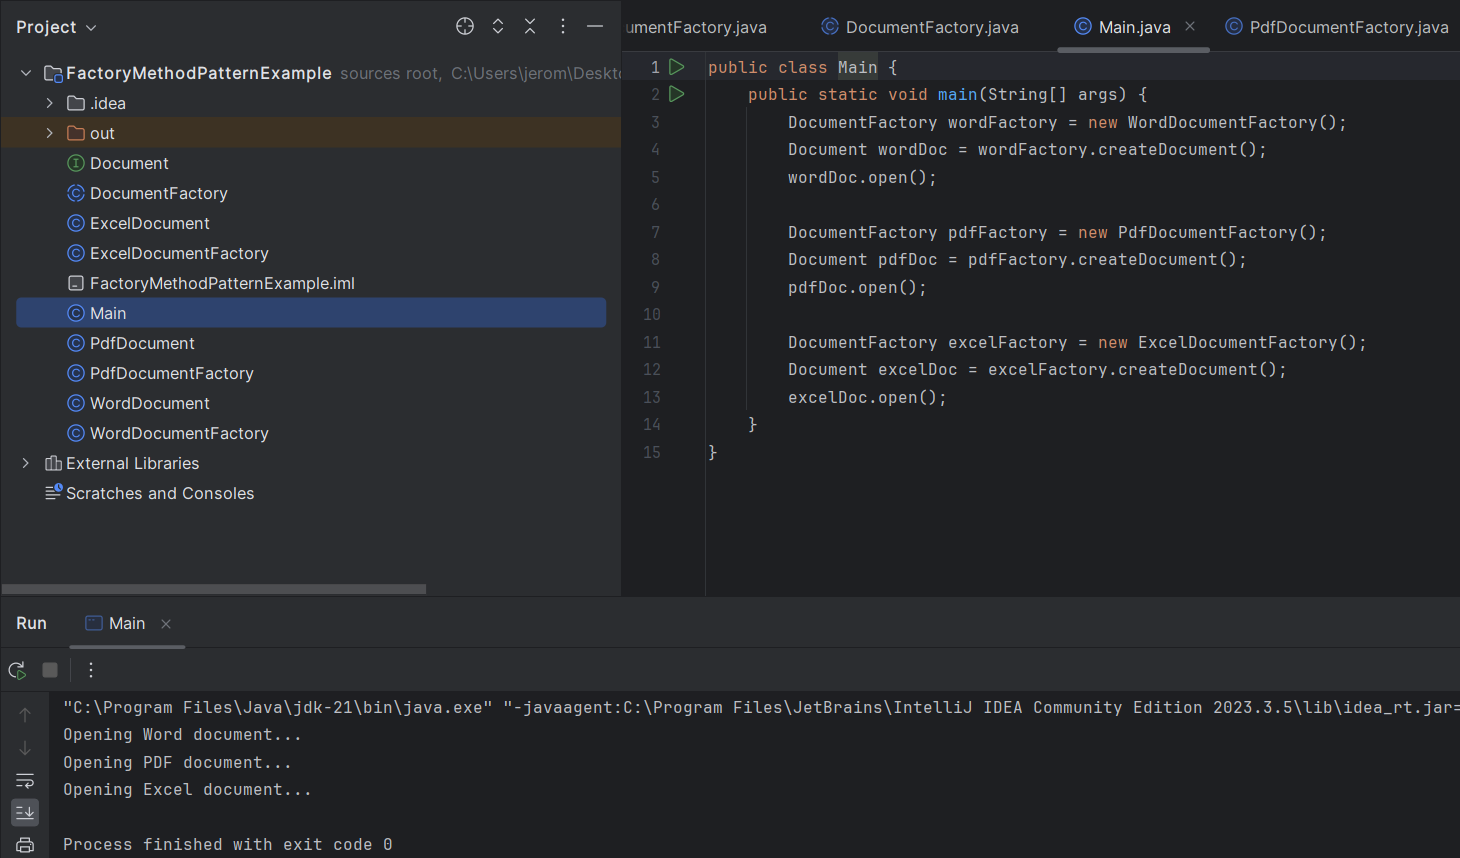 Project
FactoryMethodPatternExample sources root, C:\Users\jerom\Deskto
.idea
out
Document
DocumentFactory
ExcelDocument
ExcelDocumentFactory
FactoryMethodPatternExample.iml
Main
PdfDocument
PdfDocumentFactory
WordDocument
WordDocumentFactory
External Libraries
Scratches and Consoles
umentFactory.java DocumentFactory.java Main.java PdfDocumentFactory.java
1 public class Main {
2 public static void main(String[] args) {
3 DocumentFactory wordFactory = new WordDocumentFactory();
4 Document wordDoc = wordFactory.createDocument();
5 wordDoc.open();
6
7 DocumentFactory pdfFactory = new PdfDocumentFactory();
8 Document pdfDoc = pdfFactory.createDocument();
9 pdfDoc.open();
10
11 DocumentFactory excelFactory = new ExcelDocumentFactory();
12 Document excelDoc = excelFactory.createDocument();
13 excelDoc.open();
14 }
15 }
Run Main
"C:\Program Files\Java\jdk-21\bin\java.exe" "-javaagent:C:\Program Files\JetBrains\IntelliJ IDEA Community Edition 2023.3.5\lib\idea_rt.jar=
Opening Word document...
Opening PDF document...
Opening Excel document...
Process finished with exit code 0